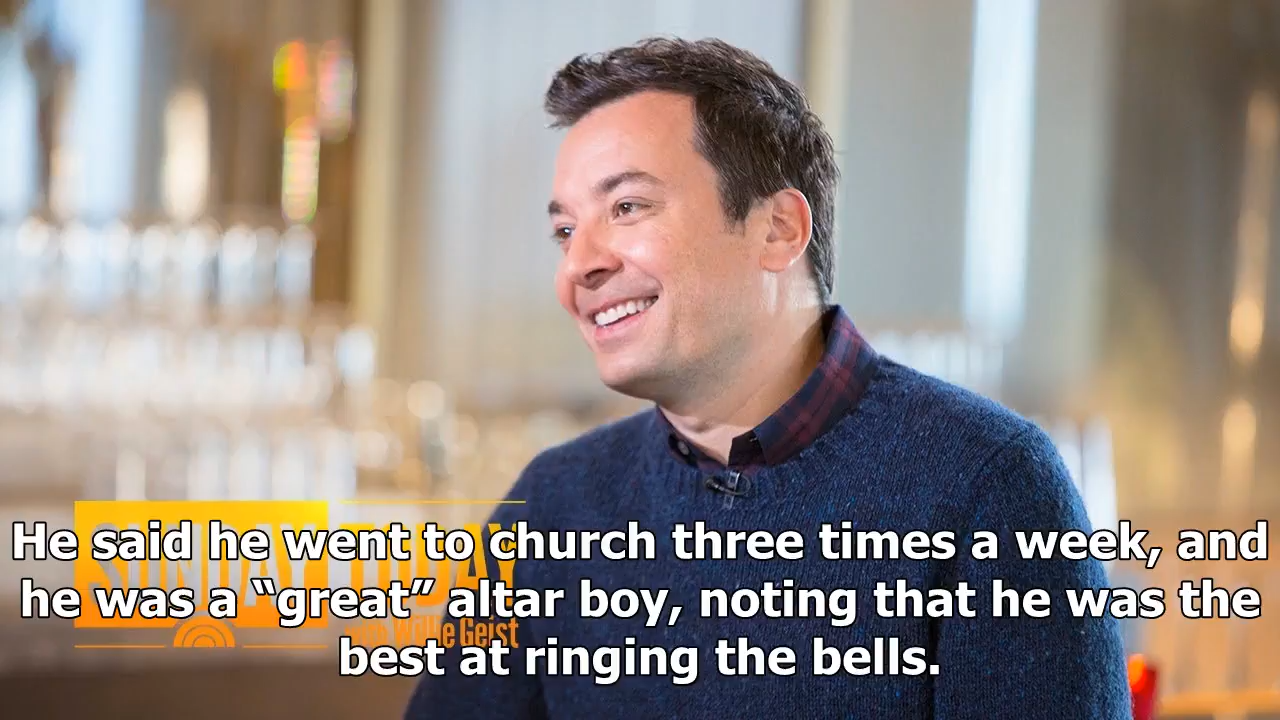 SUNDAY TODAY
with Willie Geist
He said he went to church three times a week, and
he was a “great” altar boy, noting that he was the
best at ringing the bells.